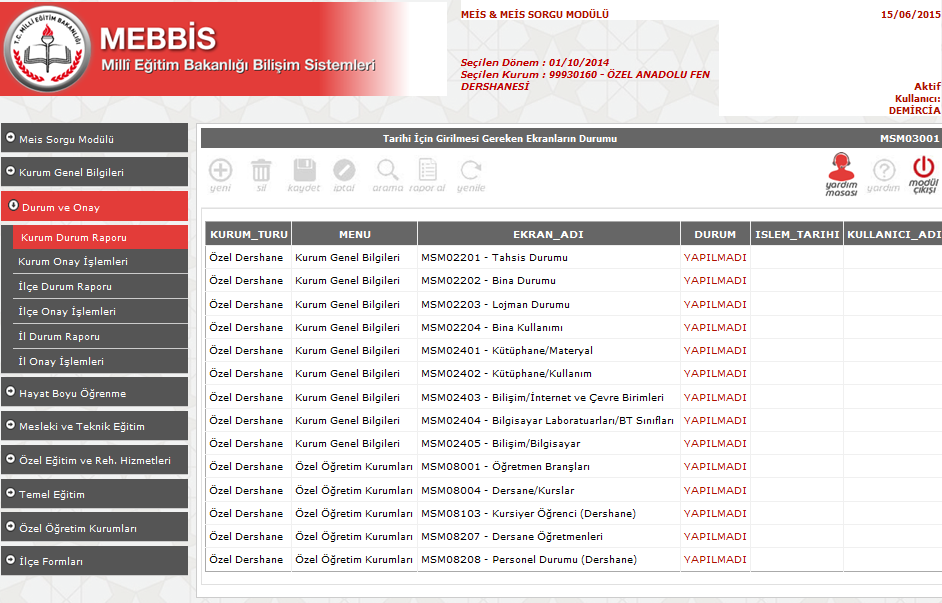 T.C. MİLLİ EĞİTİM BAKANLIĞI
MEBBİS
Millî Eğitim Bakanlığı Bilişim Sistemleri
MEİS & MEİS SORGU MODÜLÜ
15/06/2015
Seçilen Dönem : 01/10/2014
Seçilen Kurum : 99930160 - ÖZEL ANADOLU FEN
DERSHANESİ
Aktif
Kullanıcı:
DEMİRCİA
Meis Sorgu Modülü
Kurum Genel Bilgileri
Durum ve Onay
Kurum Durum Raporu
Kurum Onay İşlemleri
İlçe Durum Raporu
İlçe Onay İşlemleri
İl Durum Raporu
İl Onay İşlemleri
Hayat Boyu Öğrenme
Mesleki ve Teknik Eğitim
Özel Eğitim ve Reh. Hizmetleri
Temel Eğitim
Özel Öğretim Kurumları
İlçe Formları
Tarihi İçin Girilmesi Gereken Ekranların Durumu MSM03001
yeni sil kaydet iptal arama rapor al yenile yardım masası yardım modül çıkışı
KURUM_TURU MENU EKRAN_ADI DURUM ISLEM_TARIHI KULLANICI_ADI
Özel Dershane Kurum Genel Bilgileri MSM02201 - Tahsis Durumu YAPILMADI
Özel Dershane Kurum Genel Bilgileri MSM02202 - Bina Durumu YAPILMADI
Özel Dershane Kurum Genel Bilgileri MSM02203 - Lojman Durumu YAPILMADI
Özel Dershane Kurum Genel Bilgileri MSM02204 - Bina Kullanımı YAPILMADI
Özel Dershane Kurum Genel Bilgileri MSM02401 - Kütüphane/Materyal YAPILMADI
Özel Dershane Kurum Genel Bilgileri MSM02402 - Kütüphane/Kullanım YAPILMADI
Özel Dershane Kurum Genel Bilgileri MSM02403 - Bilişim/İnternet ve Çevre Birimleri YAPILMADI
Özel Dershane Kurum Genel Bilgileri MSM02404 - Bilgisayar Laboratuarları/BT Sınıfları YAPILMADI
Özel Dershane Kurum Genel Bilgileri MSM02405 - Bilişim/Bilgisayar YAPILMADI
Özel Dershane Özel Öğretim Kurumları MSM08001 - Öğretmen Branşları YAPILMADI
Özel Dershane Özel Öğretim Kurumları MSM08004 - Dersane/Kurslar YAPILMADI
Özel Dershane Özel Öğretim Kurumları MSM08103 - Kursiyer Öğrenci (Dershane) YAPILMADI
Özel Dershane Özel Öğretim Kurumları MSM08207 - Dersane Öğretmenleri YAPILMADI
Özel Dershane Özel Öğretim Kurumları MSM08208 - Personel Durumu (Dershane) YAPILMADI